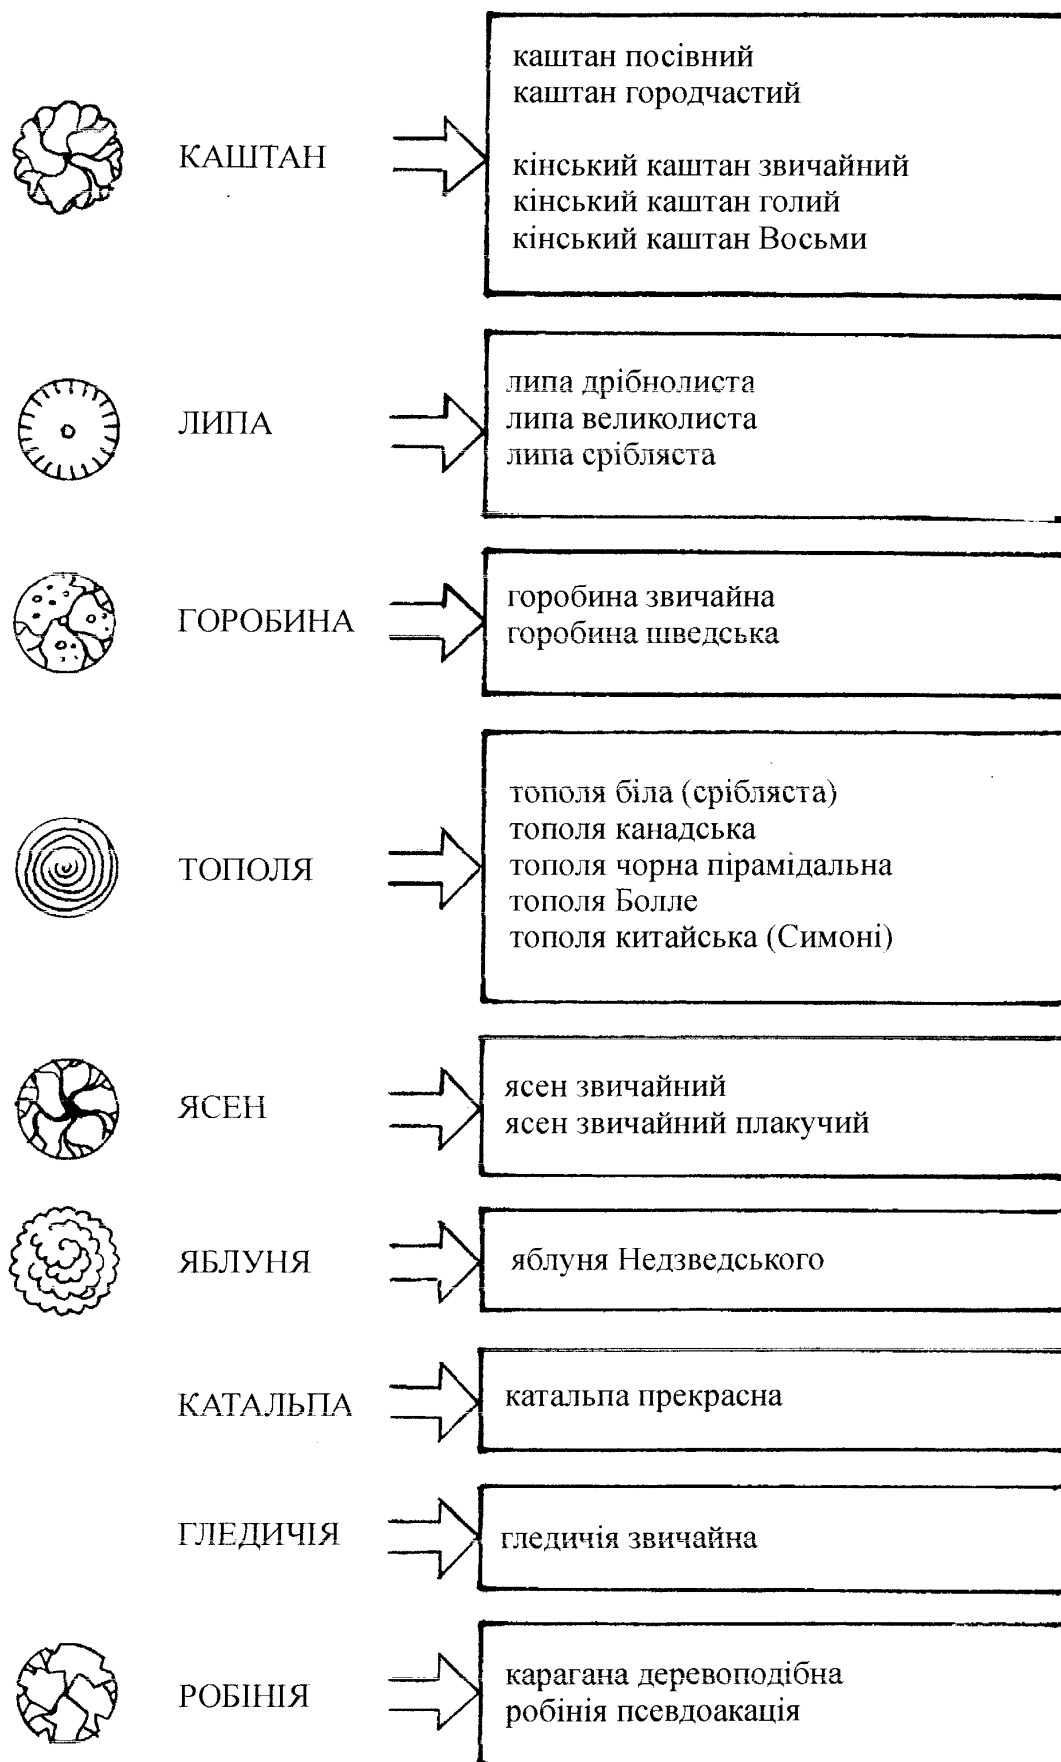 КАШТАН
каштан посівний
каштан городчастий
кінський каштан звичайний
кінський каштан голий
кінський каштан Восьми
ЛИПА
липа дрібнолиста
липа великолиста
липа срібляста
ГОРОБИНА
горобина звичайна
горобина шведська
ТОПОЛЯ
тополя біла (срібляста)
тополя канадська
тополя чорна пірамідальна
тополя Болле
тополя китайська (Симоні)
ЯСЕН
ясен звичайний
ясен звичайний плакучий
ЯБЛУНЯ
яблуня Недзведського
КАТАЛЬПА
катальпа прекрасна
ГЛЕДИЧІЯ
гледичія звичайна
РОБІНІЯ
карагана деревоподібна
робінія псевдоакація